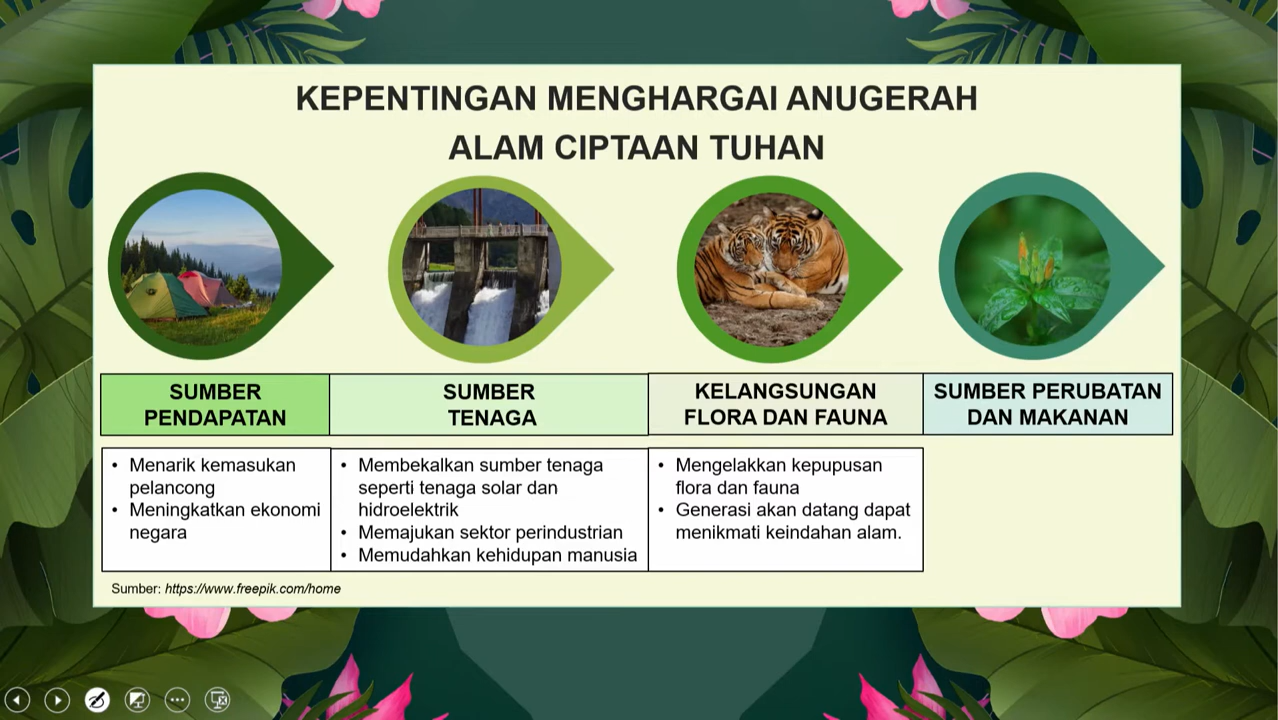 KEPENTINGAN MENGHARGAI ANUGERAH
ALAM CIPTAAN TUHAN
SUMBER
PENDAPATAN
SUMBER
TENAGA
KELANGSUNGAN
FLORA DAN FAUNA
SUMBER PERUBATAN
DAN MAKANAN
• Menarik kemasukan
pelancong
• Meningkatkan ekonomi
negara
• Membekalkan sumber tenaga
seperti tenaga solar dan
hidroelektrik
• Memajukan sektor perindustrian
• Memudahkan kehidupan manusia
• Mengelakkan kepupusan
flora dan fauna
• Generasi akan datang dapat
menikmati keindahan alam.
Sumber: https://www.freepik.com/home